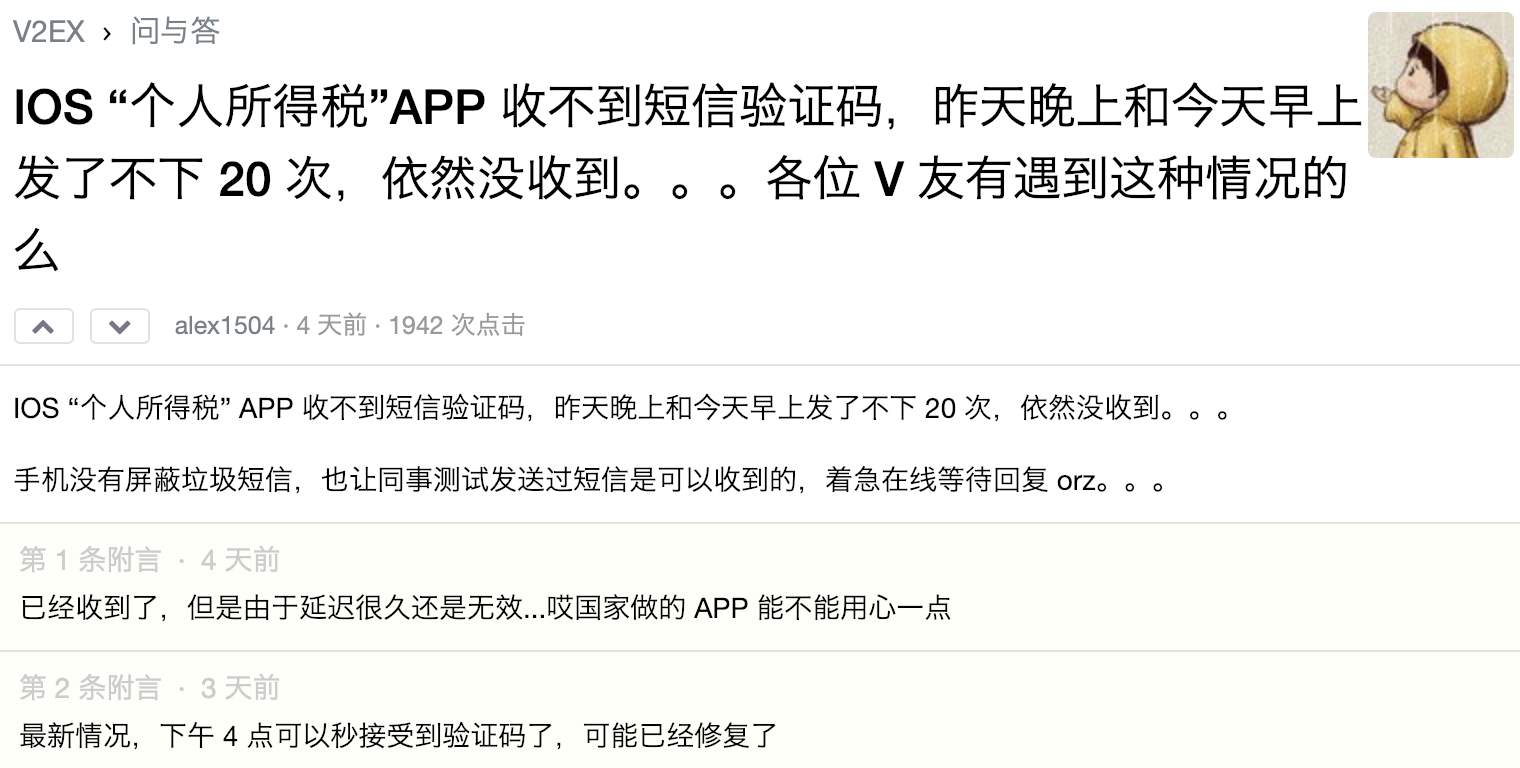 V2EX › 问与答
IOS “个人所得税”APP 收不到短信验证码，昨天晚上和今天早上
发了不下 20 次，依然没收到。。。各位 V 友有遇到这种情况的
么
alex1504 · 4 天前 · 1942 次点击
IOS “个人所得税” APP 收不到短信验证码，昨天晚上和今天早上发了不下 20 次，依然没收到。。。
手机没有屏蔽垃圾短信，也让同事测试发送过短信是可以收到的，着急在线等待回复 orz。。。
第 1 条附言 · 4 天前
已经收到了，但是由于延迟很久还是无效...哎国家做的 APP 能不能用心一点
第 2 条附言 · 3 天前
最新情况，下午 4 点可以秒接受到验证码了，可能已经修复了